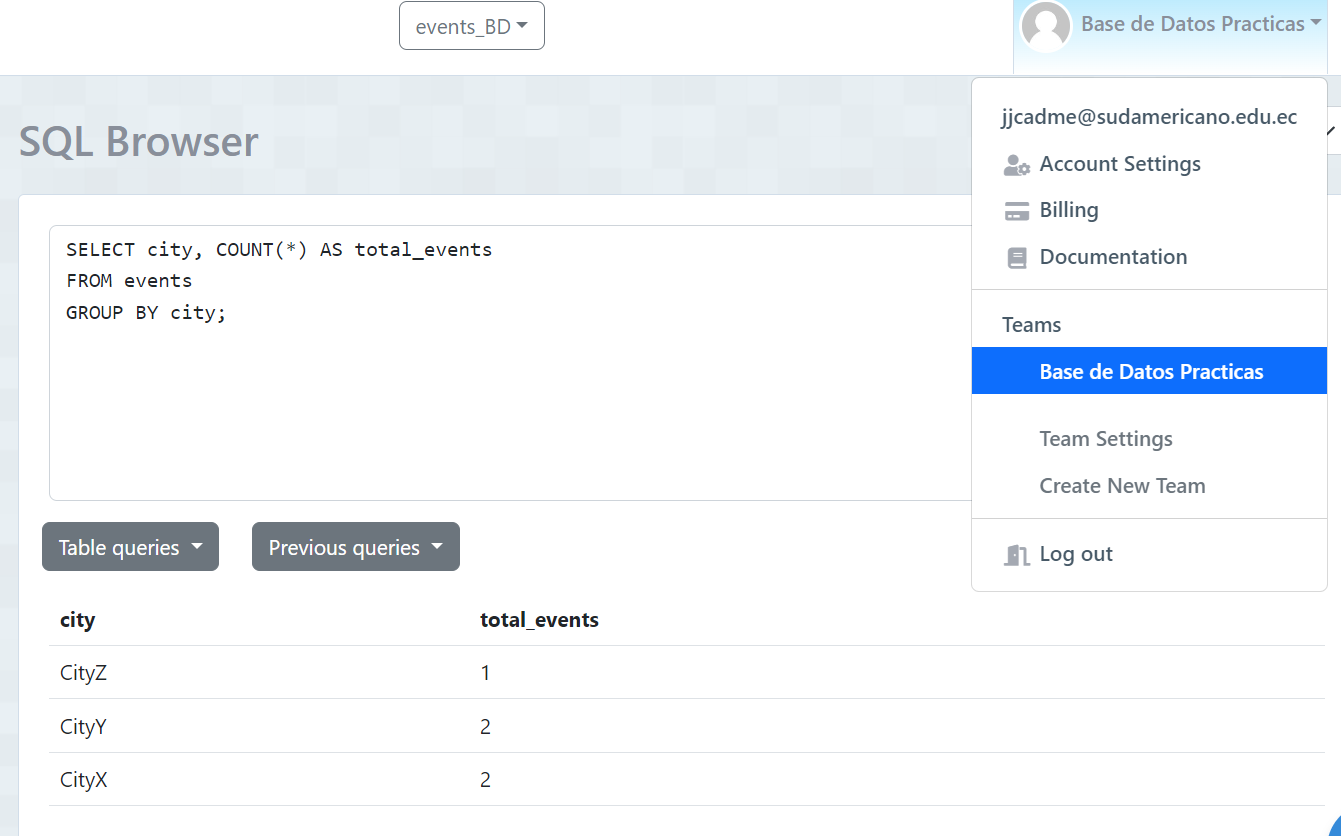 events_BD
Base de Datos Practicas
jjcadme@sudamericano.edu.ec
Account Settings
Billing
Documentation
Teams
Base de Datos Practicas
Team Settings
Create New Team
Log out
SQL Browser
SELECT city, COUNT(*) AS total_events
FROM events
GROUP BY city;
Table queries
Previous queries
city total_events
CityZ 1
CityY 2
CityX 2